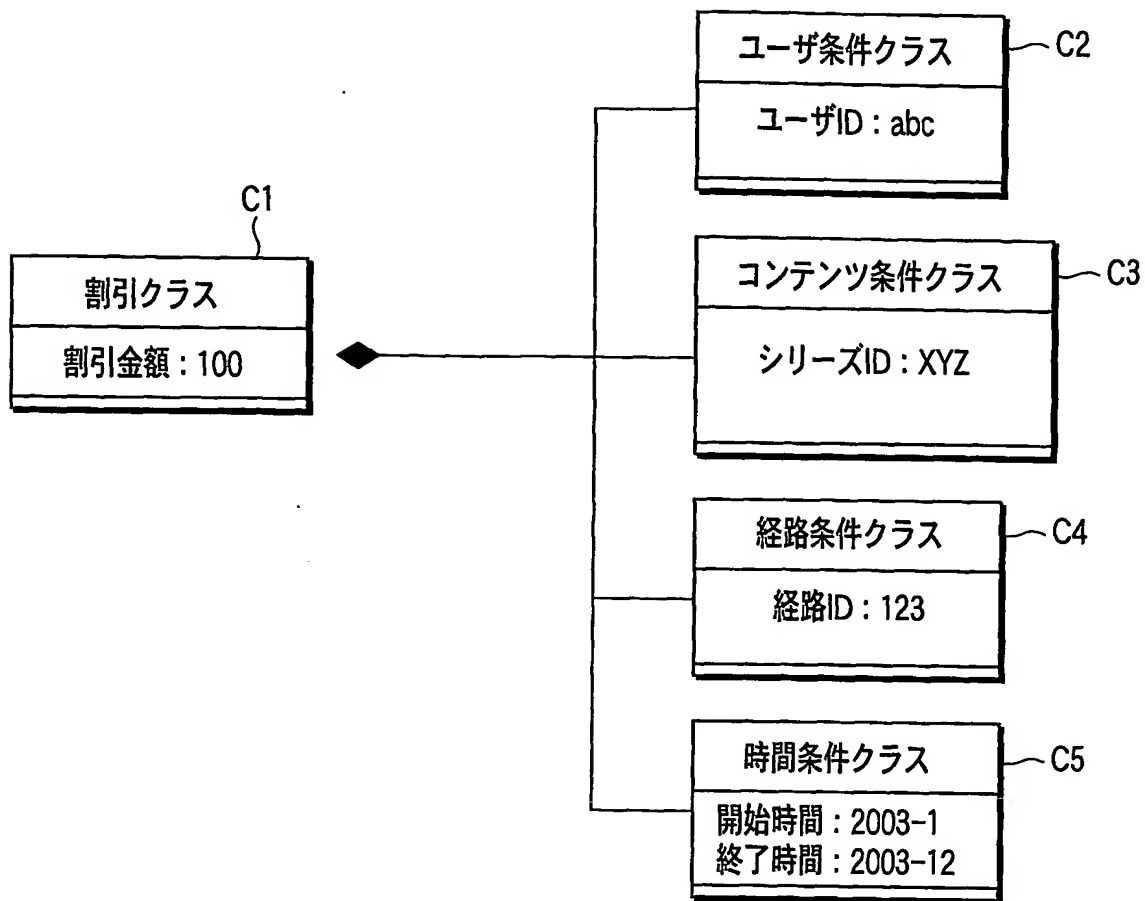 C1
割引クラス
割引金額：100
ユーザ条件クラス
C2
ユーザID：abc
コンテンツ条件クラス
C3
シリーズID：XYZ
経路条件クラス
C4
経路ID：123
時間条件クラス
C5
開始時間：2003-1
終了時間：2003-12